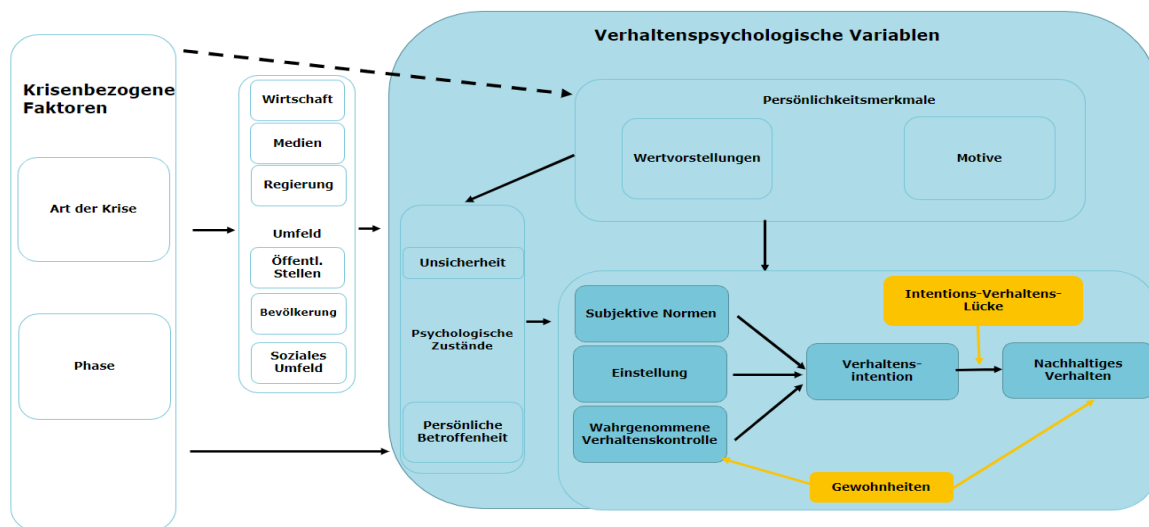 Krisenbezogene
Faktoren
Art der Krise
Phase
Wirtschaft
Medien
Regierung
Umfeld
Öffentl.
Stellen
Bevölkerung
Soziales
Umfeld
Verhaltenspsychologische Variablen
Persönlichkeitsmerkmale
Wertvorstellungen
Motive
Unsicherheit
Psychologische
Zustände
Persönliche
Betroffenheit
Subjektive Normen
Einstellung
Wahrgenommene
Verhaltenskontrolle
Verhaltens-
intention
Intentions-Verhaltens-
Lücke
Nachhaltiges
Verhalten
Gewohnheiten